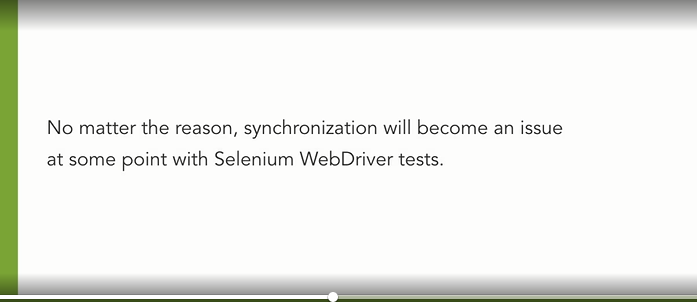 No matter the reason, synchronization will become an issue
at some point with Selenium WebDriver tests.